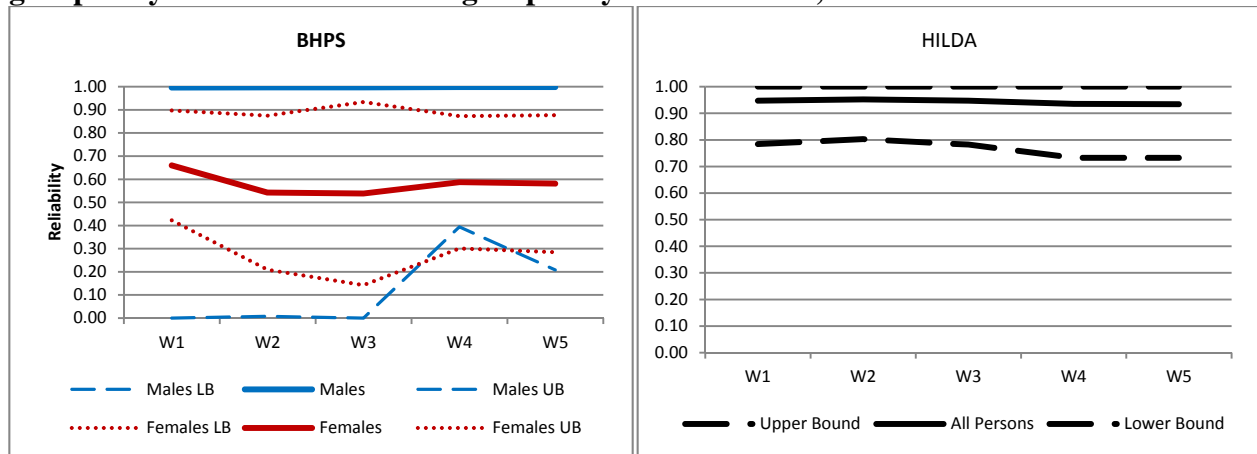 BHPS
Reliability
1.00
0.90
0.80
0.70
0.60
0.50
0.40
0.30
0.20
0.10
0.00
W1 W2 W3 W4 W5
Males LB Males Males UB
Females LB Females Females UB
HILDA
1.00
0.90
0.80
0.70
0.60
0.50
0.40
0.30
0.20
0.10
0.00
W1 W2 W3 W4 W5
Upper Bound All Persons Lower Bound